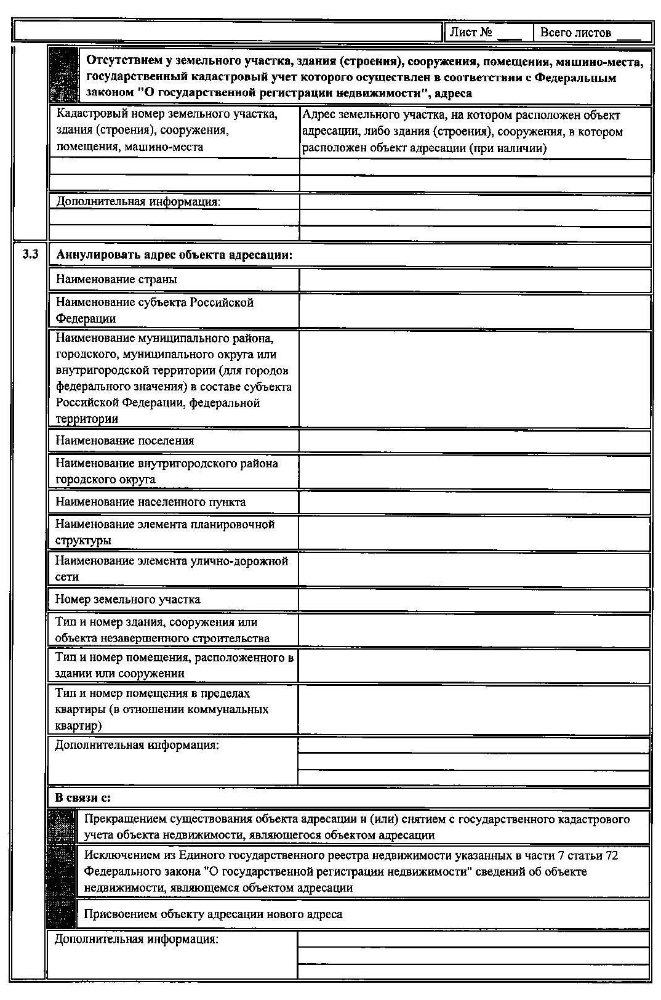 Лист № ____ Всего листов ____
Отсутствием у земельного участка, здания (строения), сооружения, помещения, машино-места,
государственный кадастровый учет которого осуществлен в соответствии с Федеральным
законом "О государственной регистрации недвижимости", адреса
Кадастровый номер земельного участка,
здания (строения), сооружения,
помещения, машино-места
Адрес земельного участка, на котором расположен объект
адресации, либо здания (строения), сооружения, в котором
расположен объект адресации (при наличии)
Дополнительная информация:
3.3 Аннулировать адрес объекта адресации:
Наименование страны
Наименование субъекта Российской
Федерации
Наименование муниципального района,
городского, муниципального округа или
внутригородской территории (для городов
федерального значения) в составе субъекта
Российской Федерации, федеральной
территории
Наименование поселения
Наименование внутригородского района
городского округа
Наименование населенного пункта
Наименование элемента планировочной
структуры
Наименование элемента улично-дорожной
сети
Номер земельного участка
Тип и номер здания, сооружения или
объекта незавершенного строительства
Тип и номер помещения, расположенного в
здании или сооружении
Тип и номер помещения в пределах
квартиры (в отношении коммунальных
квартир)
Дополнительная информация:
В связи с:
Прекращением существования объекта адресации и (или) снятием с государственного кадастрового
учета объекта недвижимости, являющегося объектом адресации
Исключением из Единого государственного реестра недвижимости указанных в части 7 статьи 72
Федерального закона "О государственной регистрации недвижимости" сведений об объекте
недвижимости, являющемся объектом адресации
Присвоением объекту адресации нового адреса
Дополнительная информация: